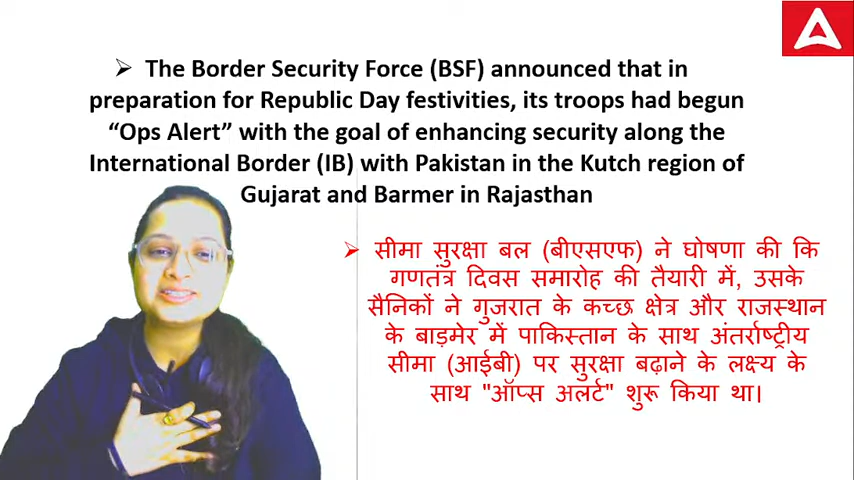 ➢ The Border Security Force (BSF) announced that in
preparation for Republic Day festivities, its troops had begun
“Ops Alert” with the goal of enhancing security along the
International Border (IB) with Pakistan in the Kutch region of
Gujarat and Barmer in Rajasthan
➢ सीमा सुरक्षा बल (बीएसएफ) ने घोषणा की कि
गणतंत्र दिवस समारोह की तैयारी में, उसके
सैनिकों ने गुजरात के कच्छ क्षेत्र और राजस्थान
के बाड़मेर में पाकिस्तान के साथ अंतर्राष्ट्रीय
सीमा (आईबी) पर सुरक्षा बढ़ाने के लक्ष्य के
साथ "ऑप्स अलर्ट" शुरू किया था।